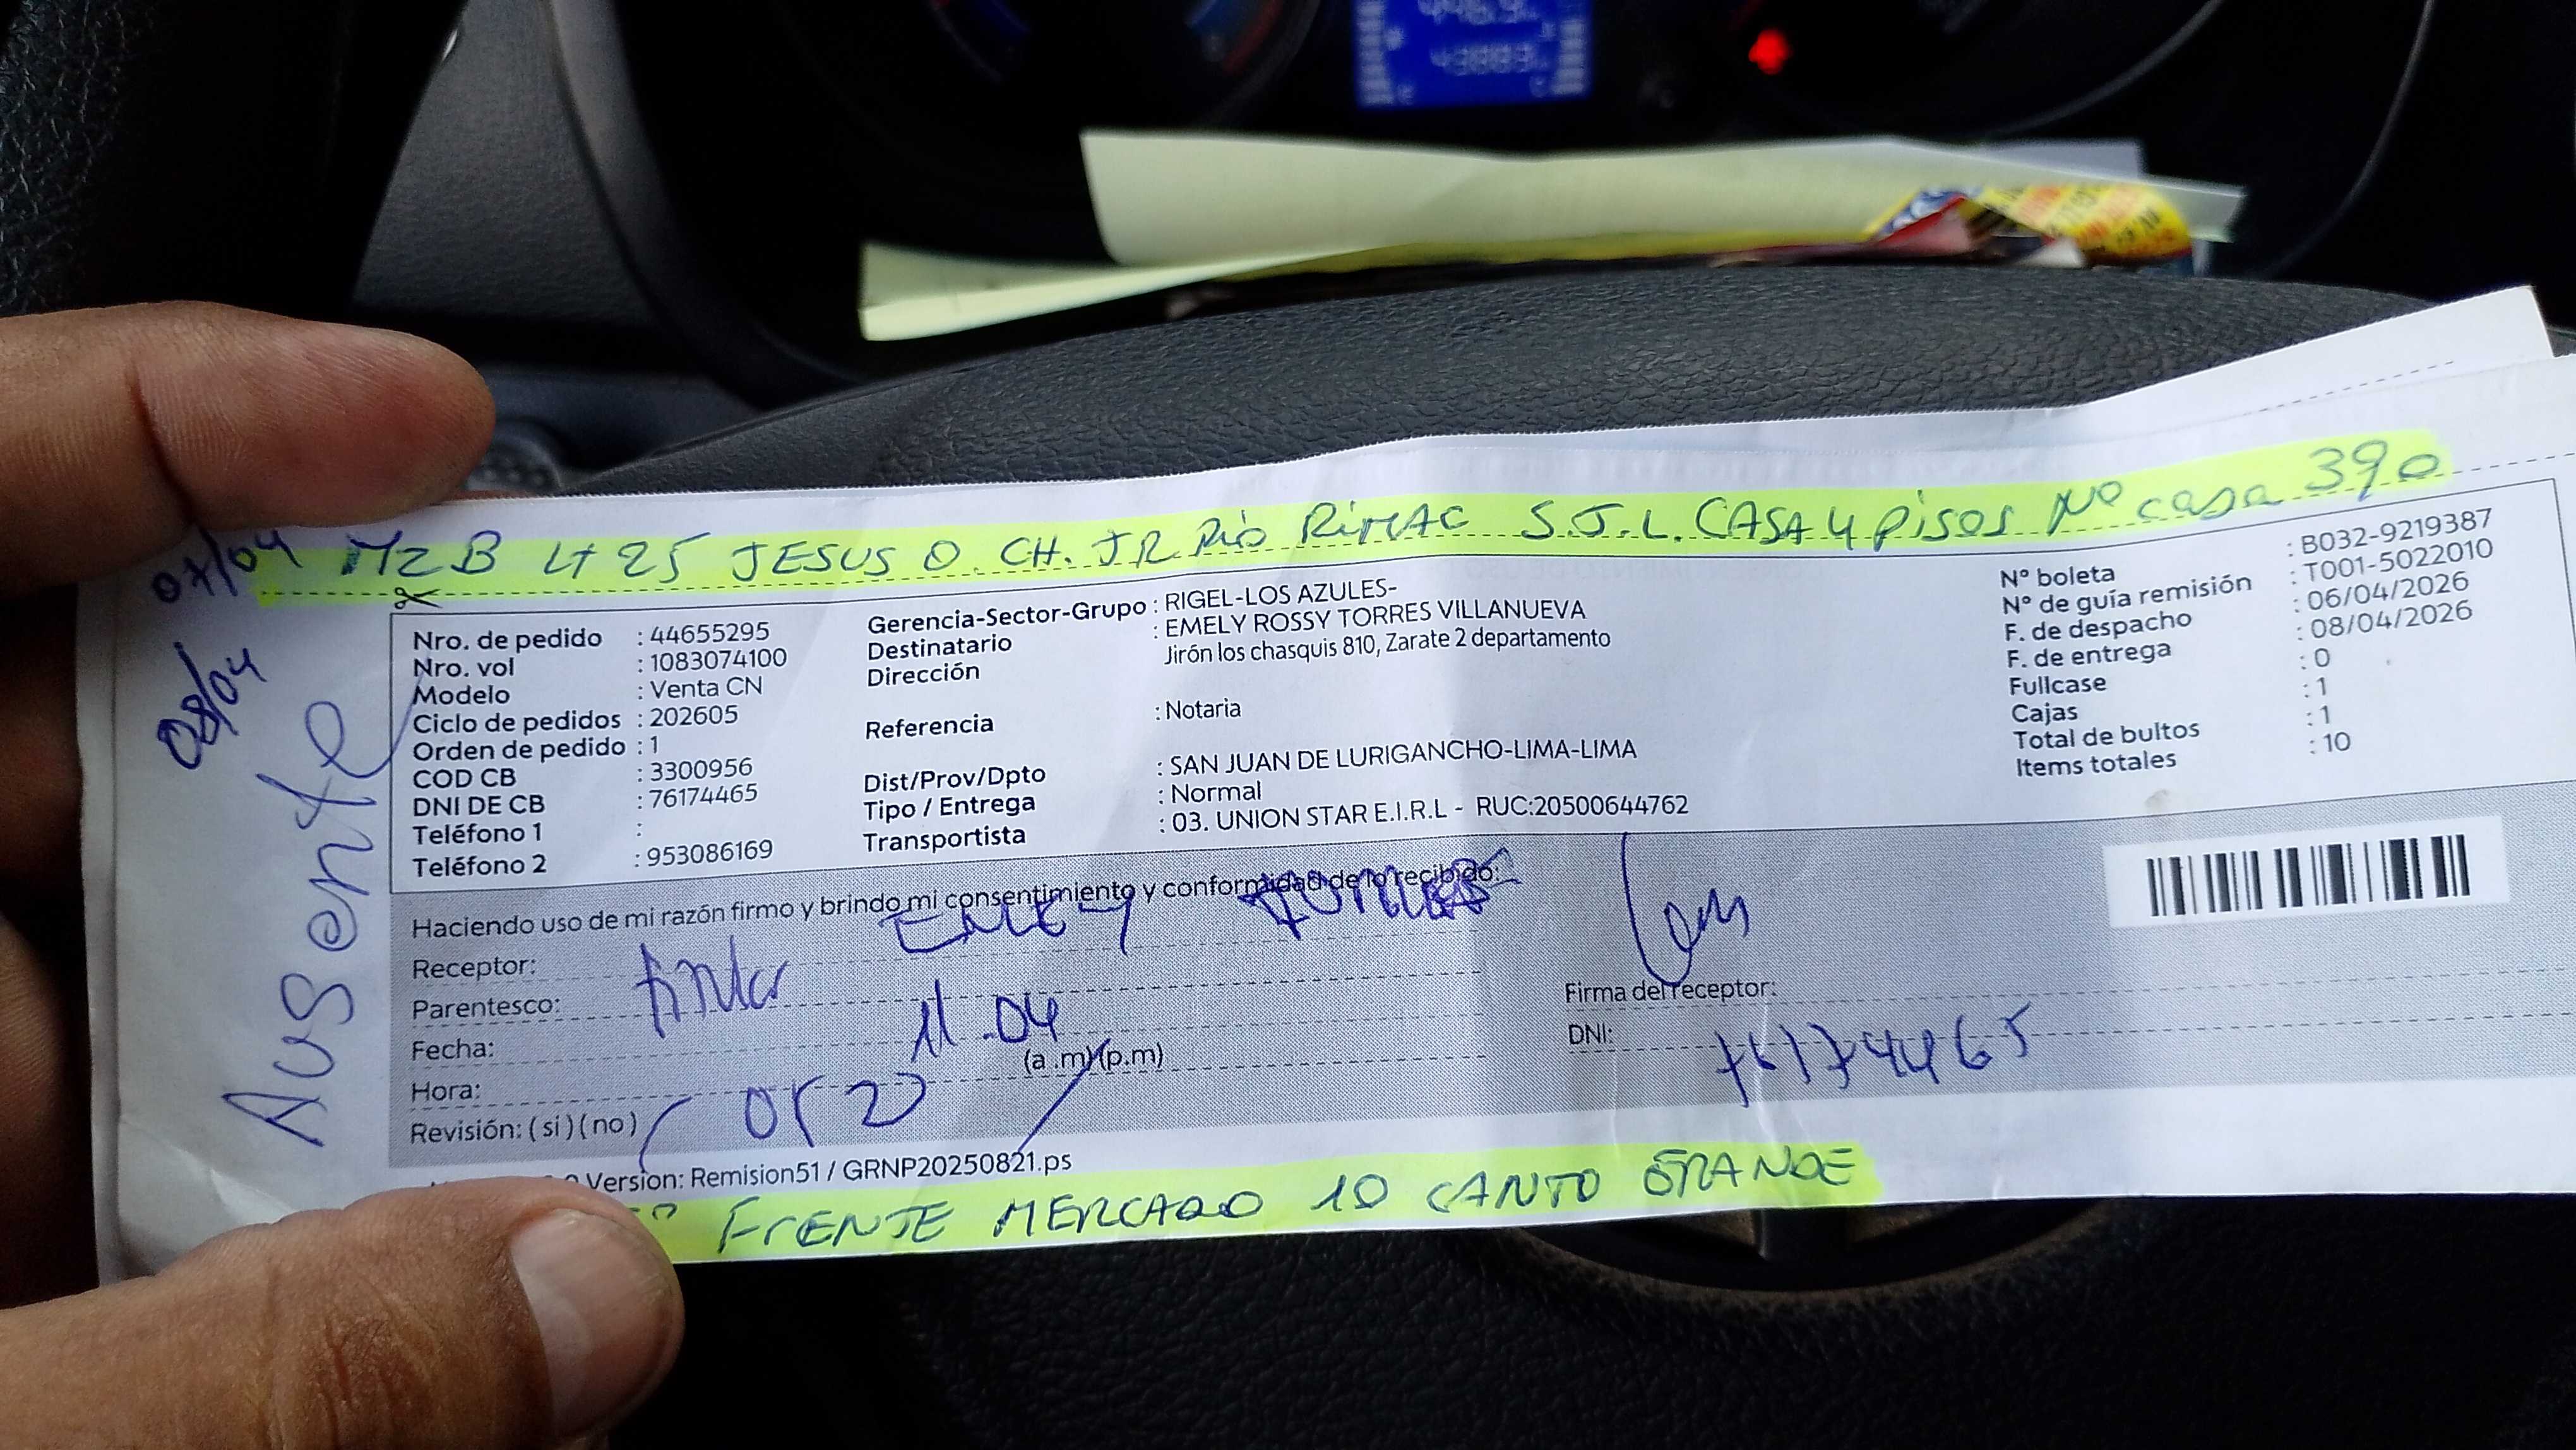 07/04 MZ B LT 25 JESUS O. CH. JR RIO RIMAC S.J.L. CASA 4 PISOS Nº casa 390
08/04
Ausente
Nro. de pedido : 44655295
Nro. vol : 1083074100
Modelo : Venta CN
Ciclo de pedidos : 202605
Orden de pedido : 1
COD CB : 3300956
DNI DE CB : 76174465
Teléfono 1 :
Teléfono 2 : 953086169
Gerencia-Sector-Grupo : RIGEL-LOS AZULES-
Destinatario : EMELY ROSSY TORRES VILLANUEVA
Dirección Jirón los chasquis 810, Zarate 2 departamento
Referencia : Notaria
Dist/Prov/Dpto : SAN JUAN DE LURIGANCHO-LIMA-LIMA
Tipo / Entrega : Normal
Transportista : 03. UNION STAR E.I.R.L - RUC:20500644762
N° boleta : B032-9219387
N° de guía remisión : T001-5022010
F. de despacho : 06/04/2026
F. de entrega : 08/04/2026
Fullcase : 0
Cajas : 1
Total de bultos : 1
Items totales : 10
Haciendo uso de mi razón firmo y brindo mi consentimiento y conformidad de lo recibido:
Receptor: EMELY TORRES
Parentesco:
Fecha: 11.04
Hora: (a.m)(p.m)
Revisión: (si)(no)
Firma del receptor:
DNI: 76174465
Version: Remision51 / GRNP20250821.ps
FRENTE MERCADO 10 CANTO GRANDE